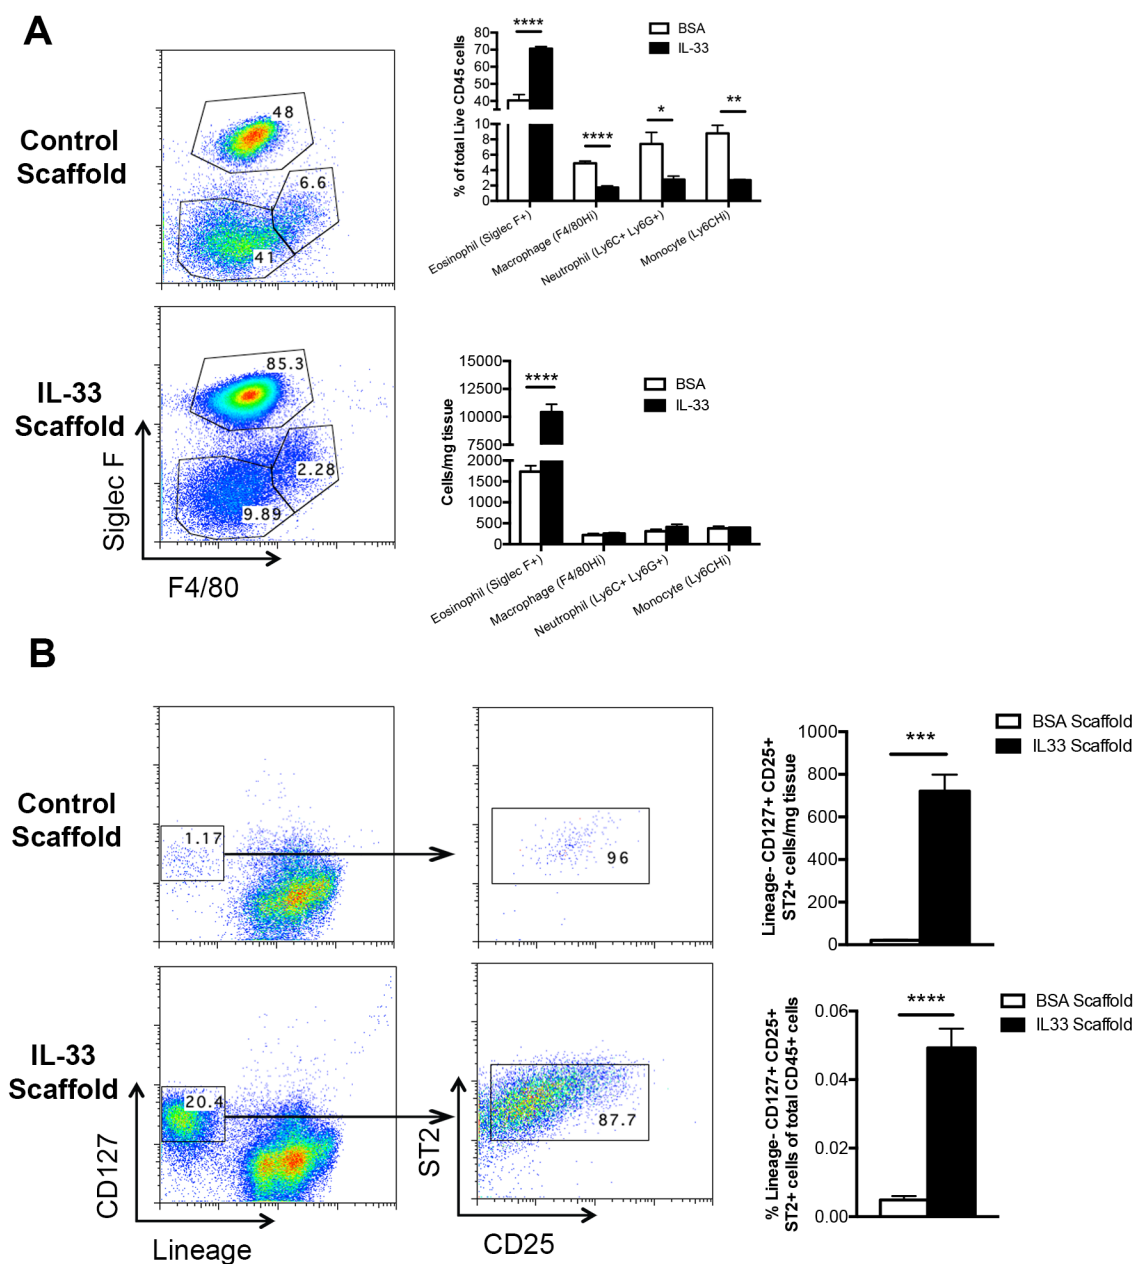 A
Control
Scaffold
48
6.6
41
IL-33
Scaffold
85.3
2.28
9.89
Siglec F
F4/80
% of total Live CD45 cells
80
70
60
50
40
10
8
6
4
2
0
****
****
*
**
BSA
IL-33
Eosinophil (Siglec F+)
Macrophage (F4/80Hi)
Neutrophil (Ly6C+ Ly6G+)
Monocyte (Ly6CHi)
Cells/mg tissue
15000
12500
10000
7500
2000
1500
1000
500
0
****
BSA
IL-33
Eosinophil (Siglec F+)
Macrophage (F4/80Hi)
Neutrophil (Ly6C+ Ly6G+)
Monocyte (Ly6CHi)
B
Control
Scaffold
1.17
96
IL-33
Scaffold
20.4
87.7
CD127
Lineage
ST2
CD25
Lineage- CD127+ CD25+
ST2+ cells/mg tissue
1000
800
600
400
200
0
***
BSA Scaffold
IL33 Scaffold
% Lineage- CD127+ CD25+
ST2+ cells of total CD45+ cells
0.06
0.04
0.02
0.00
****
BSA Scaffold
IL33 Scaffold